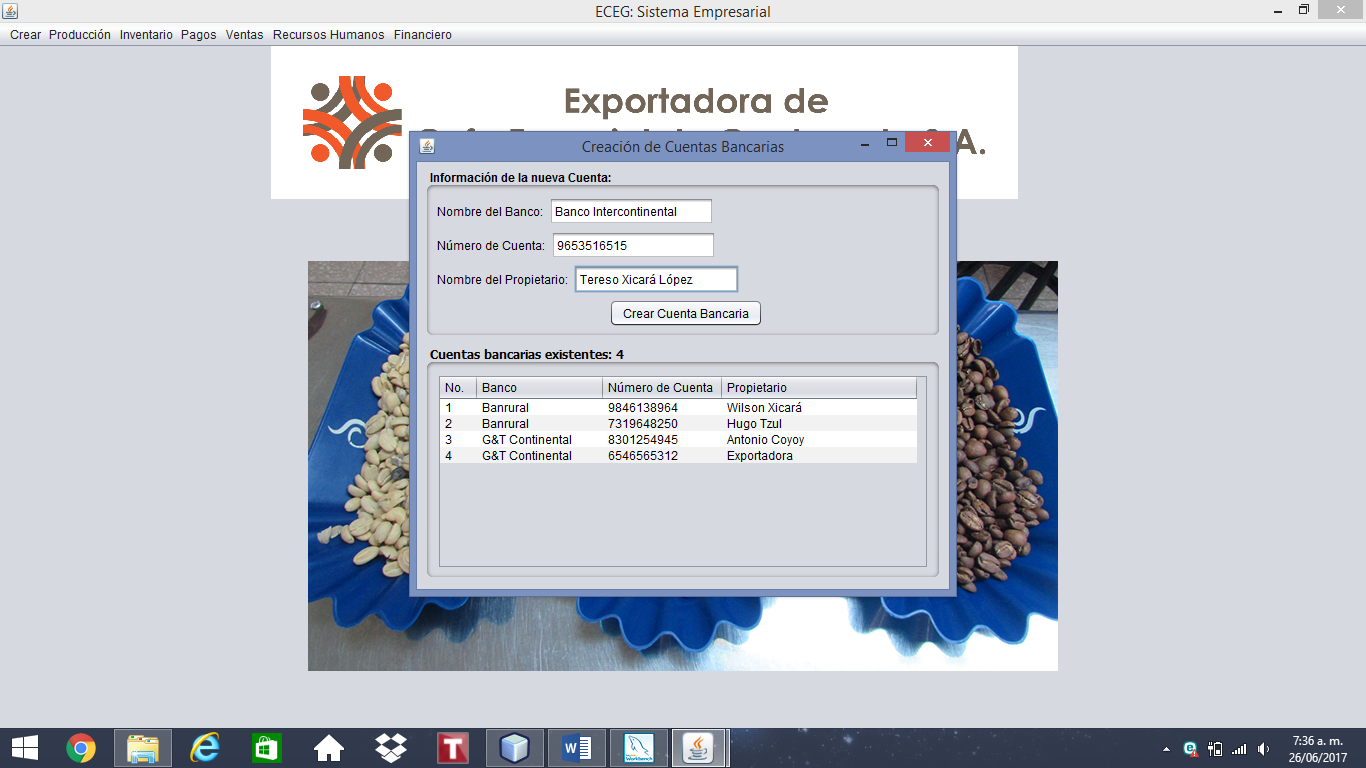 ECEG: Sistema Empresarial
Crear Producción Inventario Pagos Ventas Recursos Humanos Financiero
Exportadora de
A.
Creación de Cuentas Bancarias
Información de la nueva Cuenta:
Nombre del Banco: Banco Intercontinental
Número de Cuenta: 9653516515
Nombre del Propietario: Tereso Xicará López
Crear Cuenta Bancaria
Cuentas bancarias existentes: 4
No. Banco Número de Cuenta Propietario
1 Banrural 9846138964 Wilson Xicará
2 Banrural 7319648250 Hugo Tzul
3 G&T Continental 8301254945 Antonio Coyoy
4 G&T Continental 6546565312 Exportadora
7:36 a. m.
26/06/2017